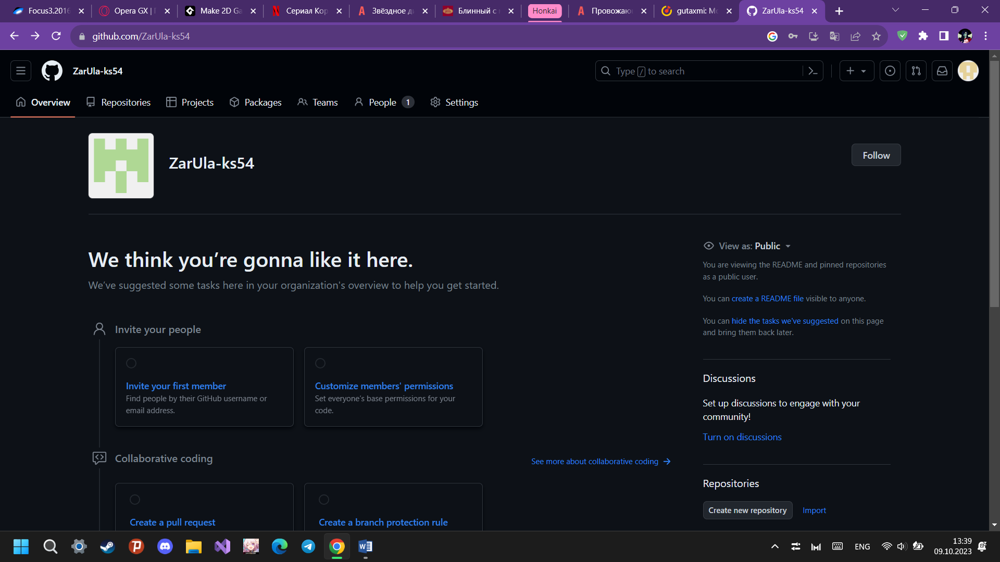 Focus3.2016
Opera GX | Г
Make 2D Ga
Сериал Кор
Звёздное д
Блинный с
Honkai
Провожаю
gutaxmi: Mo
ZarUla-ks54
github.com/ZarUla-ks54
ZarUla-ks54
Type / to search
Overview
Repositories
Projects
Packages
Teams
People 1
Settings
ZarUla-ks54
Follow
We think you’re gonna like it here.
We’ve suggested some tasks here in your organization's overview to help you get started.
View as: Public
You are viewing the README and pinned repositories
as a public user.
You can create a README file visible to anyone.
You can hide the tasks we've suggested on this page
and bring them back later.
Invite your people
Invite your first member
Find people by their GitHub username or
email address.
Customize members' permissions
Set everyone’s base permissions for your
code.
Discussions
Set up discussions to engage with your
community!
Turn on discussions
Collaborative coding
See more about collaborative coding
Create a pull request
Create a branch protection rule
Repositories
Create new repository
Import
ENG
13:39
09.10.2023